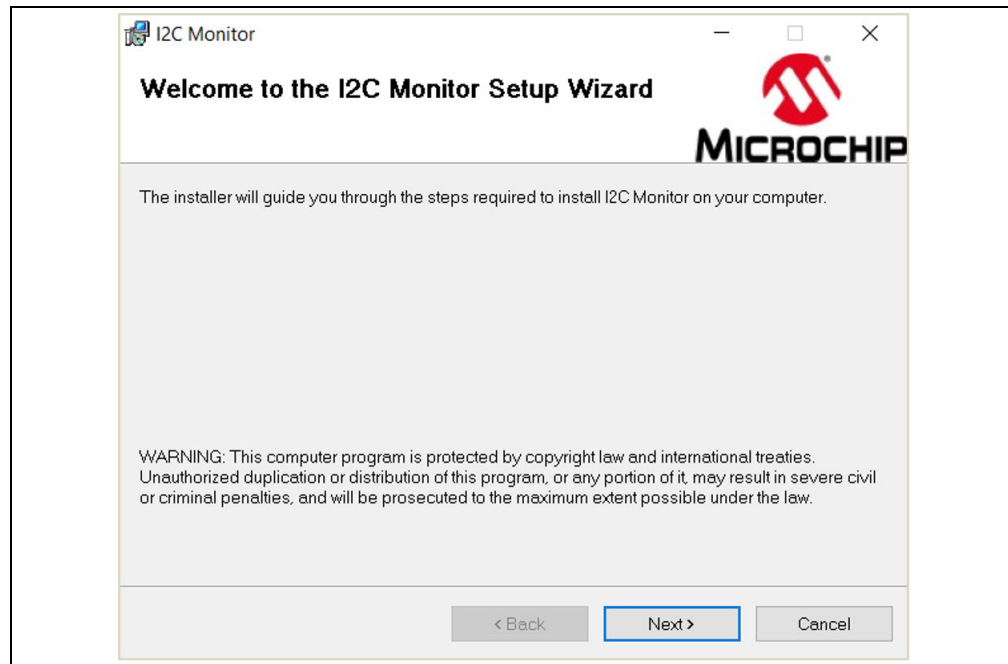 I2C Monitor
Welcome to the I2C Monitor Setup Wizard
MICROCHIP
The installer will guide you through the steps required to install I2C Monitor on your computer.
WARNING: This computer program is protected by copyright law and international treaties.
Unauthorized duplication or distribution of this program, or any portion of it, may result in severe civil
or criminal penalties, and will be prosecuted to the maximum extent possible under the law.
< Back
Next >
Cancel